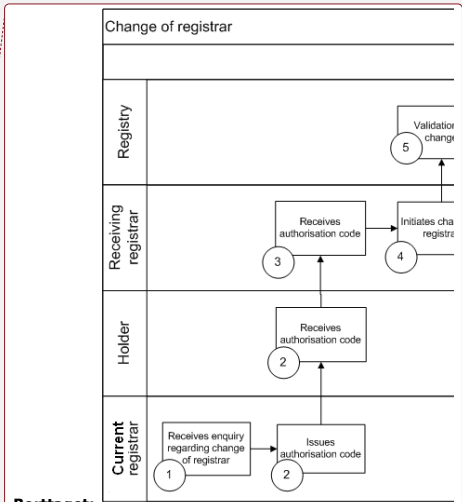 Change of registrar
Registry
Validation
change
5
Receiving
registrar
Receives
authorisation code
3
Initiates cha
registra
4
Holder
Receives
authorisation code
2
Current
registrar
Receives enquiry
regarding change
of registrar
1
Issues
authorisation code
2